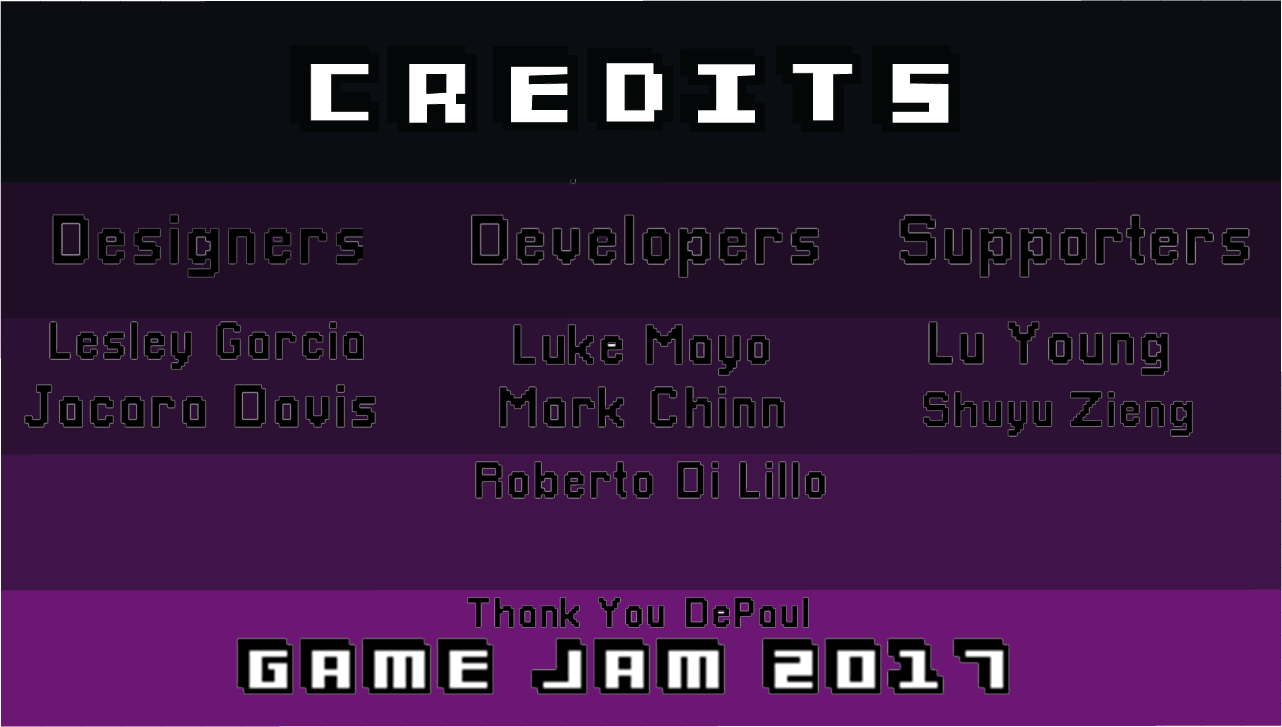 CREDITS
Designers Developers Supporters
Lesley Garcia Luke Mayo Lu Young
Jacara Davis Mark Chinn Shuyu Zieng
Roberto Di Lillo
Thank You DePaul
GAME JAM 2017